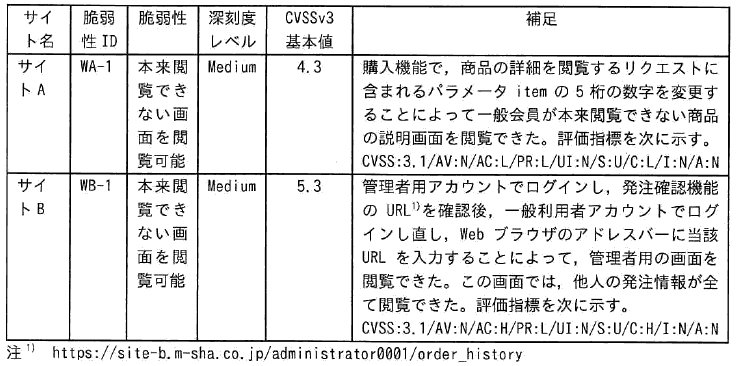 サイト名 脆弱性ID 脆弱性 深刻度レベル CVSSv3基本値 補足
サイトA WA-1 本来閲覧できない画面を閲覧可能 Medium 4.3
購入機能で，商品の詳細を閲覧するリクエストに
含まれるパラメータ item の 5 桁の数字を変更す
ることによって一般会員が本来閲覧できない商品
の説明画面を閲覧できた。評価指標を次に示す。
CVSS:3.1/AV:N/AC:L/PR:L/UI:N/S:U/C:L/I:N/A:N
サイトB WB-1 本来閲覧できない画面を閲覧可能 Medium 5.3
管理者用アカウントでログインし，発注確認機能
の URL1)を確認後，一般利用者アカウントでログ
インし直し，Web ブラウザのアドレスバーに当該
URL を入力することによって，管理者用の画面を
閲覧できた。この画面では，他人の発注情報が全
て閲覧できた。評価指標を次に示す。
CVSS:3.1/AV:N/AC:H/PR:L/UI:N/S:U/C:H/I:N/A:N
注1) https://site-b.m-sha.co.jp/administrator0001/order_history